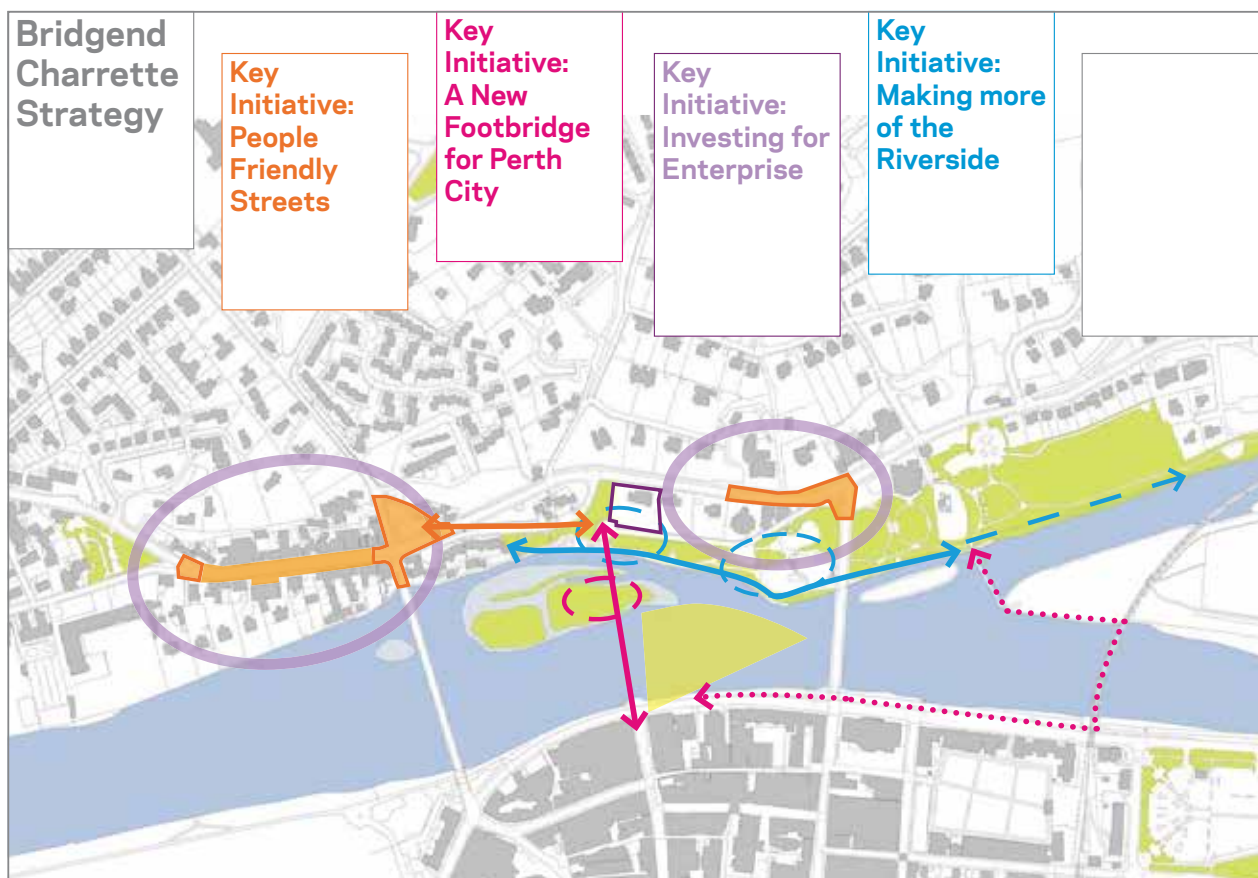 Bridgend
Charrette
Strategy
Key
Initiative:
People
Friendly
Streets
Key
Initiative:
A New
Footbridge
for Perth
City
Key
Initiative:
Investing for
Enterprise
Key
Initiative:
Making more
of the
Riverside